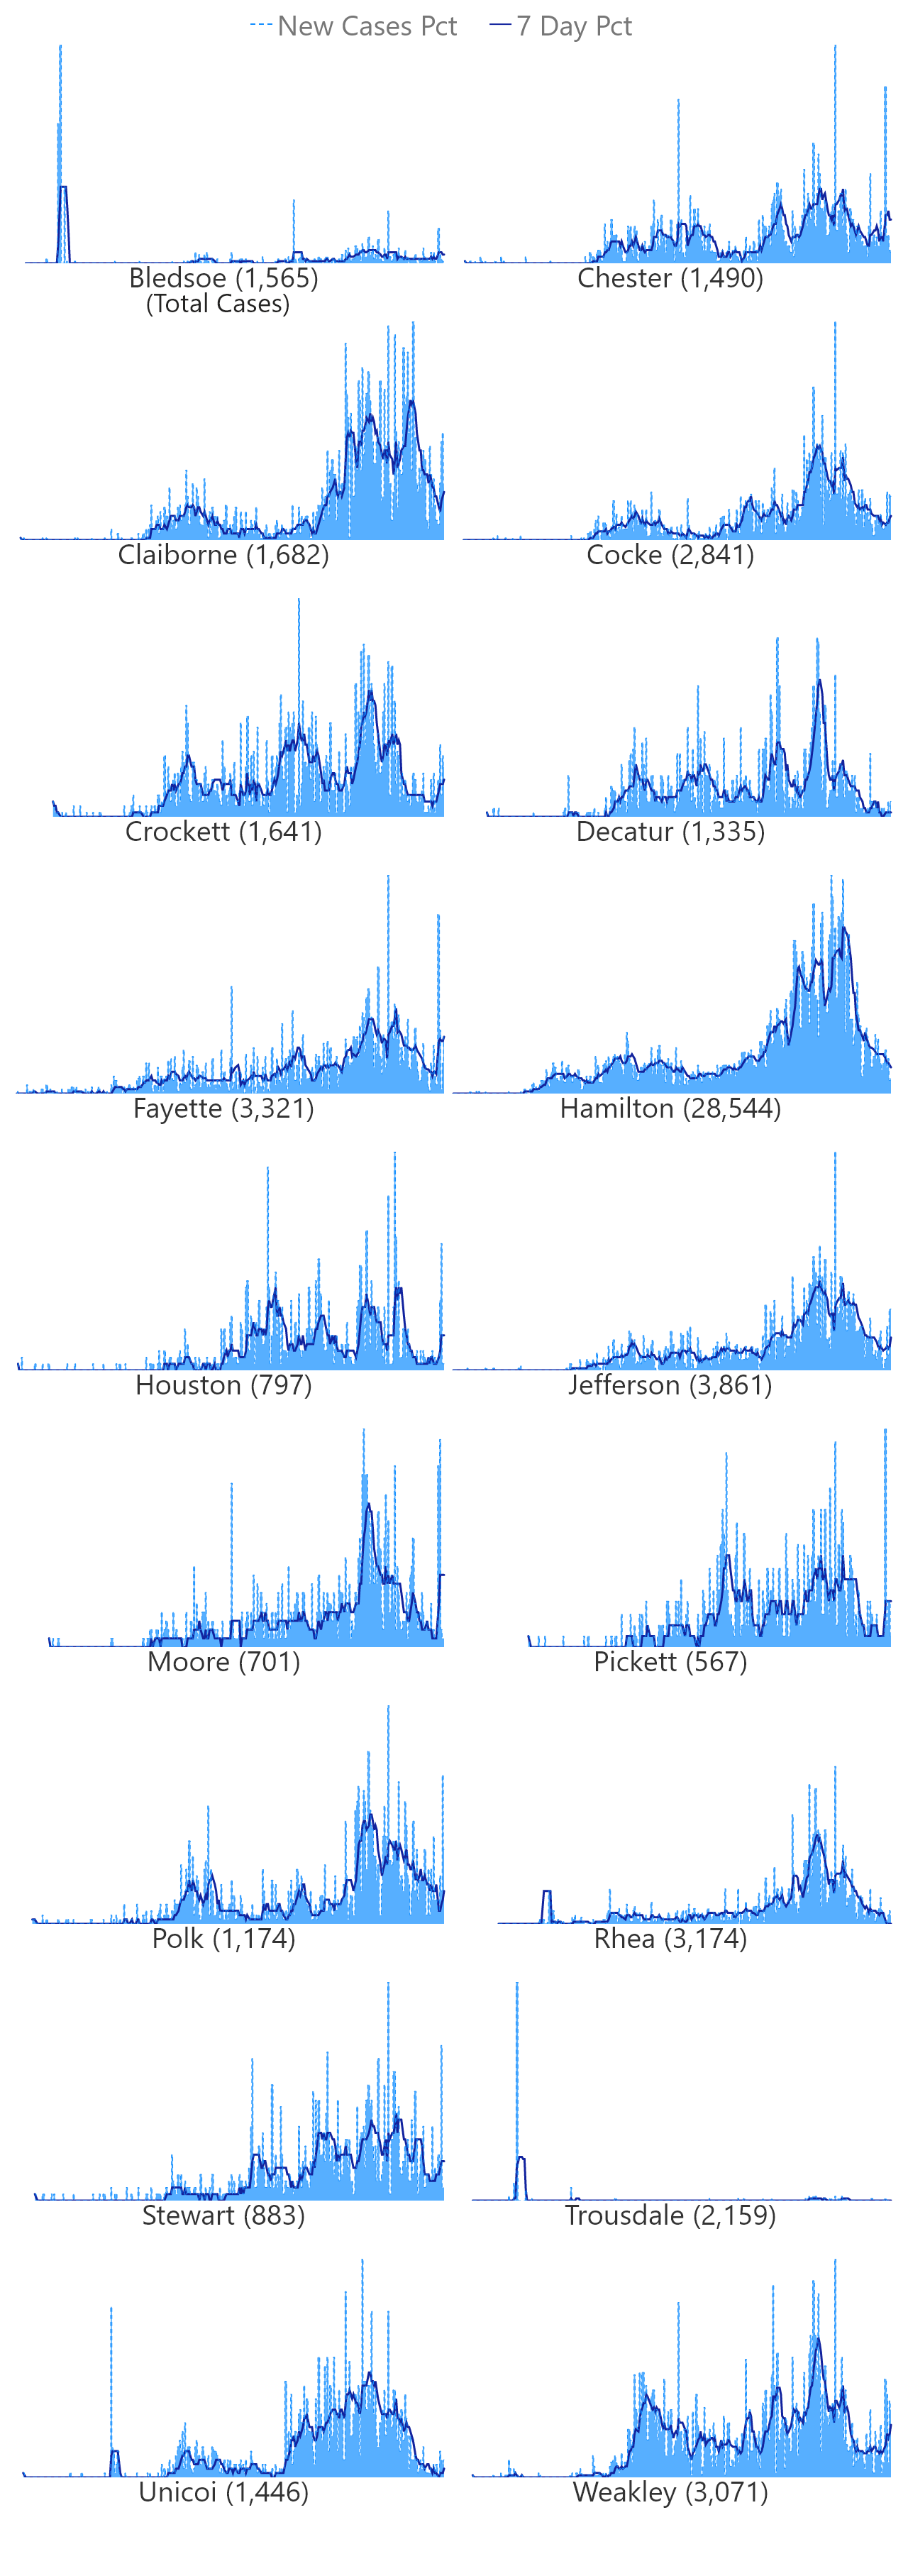 New Cases Pct 7 Day Pct
Bledsoe (1,565) Chester (1,490)
(Total Cases)
Claiborne (1,682) Cocke (2,841)
Crockett (1,641) Decatur (1,335)
Fayette (3,321) Hamilton (28,544)
Houston (797) Jefferson (3,861)
Moore (701) Pickett (567)
Polk (1,174) Rhea (3,174)
Stewart (883) Trousdale (2,159)
Unicoi (1,446) Weakley (3,071)